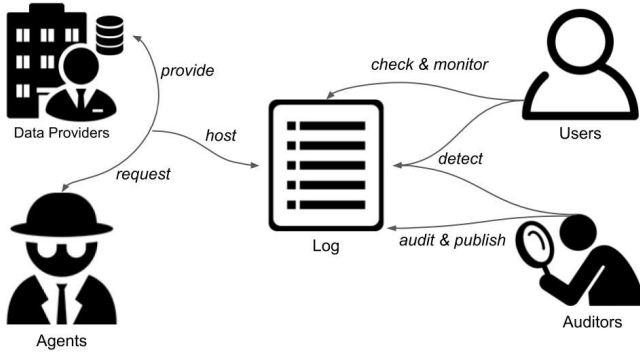 provide
check & monitor
Data Providers
host
Users
request
detect
Log
audit & publish
Auditors
Agents